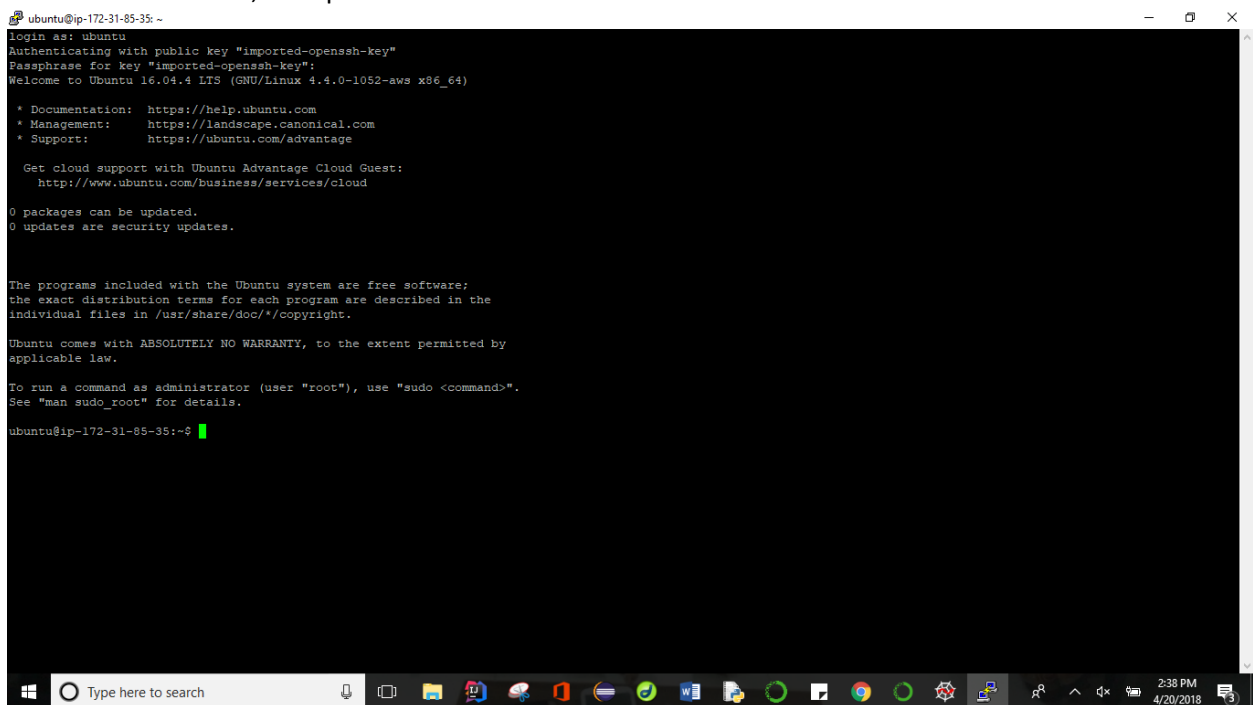 ubuntu@ip-172-31-85-35: ~
login as: ubuntu
Authenticating with public key "imported-openssh-key"
Passphrase for key "imported-openssh-key":
Welcome to Ubuntu 16.04.4 LTS (GNU/Linux 4.4.0-1052-aws x86_64)
* Documentation: https://help.ubuntu.com
* Management: https://landscape.canonical.com
* Support: https://ubuntu.com/advantage
Get cloud support with Ubuntu Advantage Cloud Guest:
http://www.ubuntu.com/business/services/cloud
0 packages can be updated.
0 updates are security updates.
The programs included with the Ubuntu system are free software;
the exact distribution terms for each program are described in the
individual files in /usr/share/doc/*/copyright.
Ubuntu comes with ABSOLUTELY NO WARRANTY, to the extent permitted by
applicable law.
To run a command as administrator (user "root"), use "sudo <command>".
See "man sudo_root" for details.
ubuntu@ip-172-31-85-35:~$
Type here to search
2:38 PM
4/20/2018